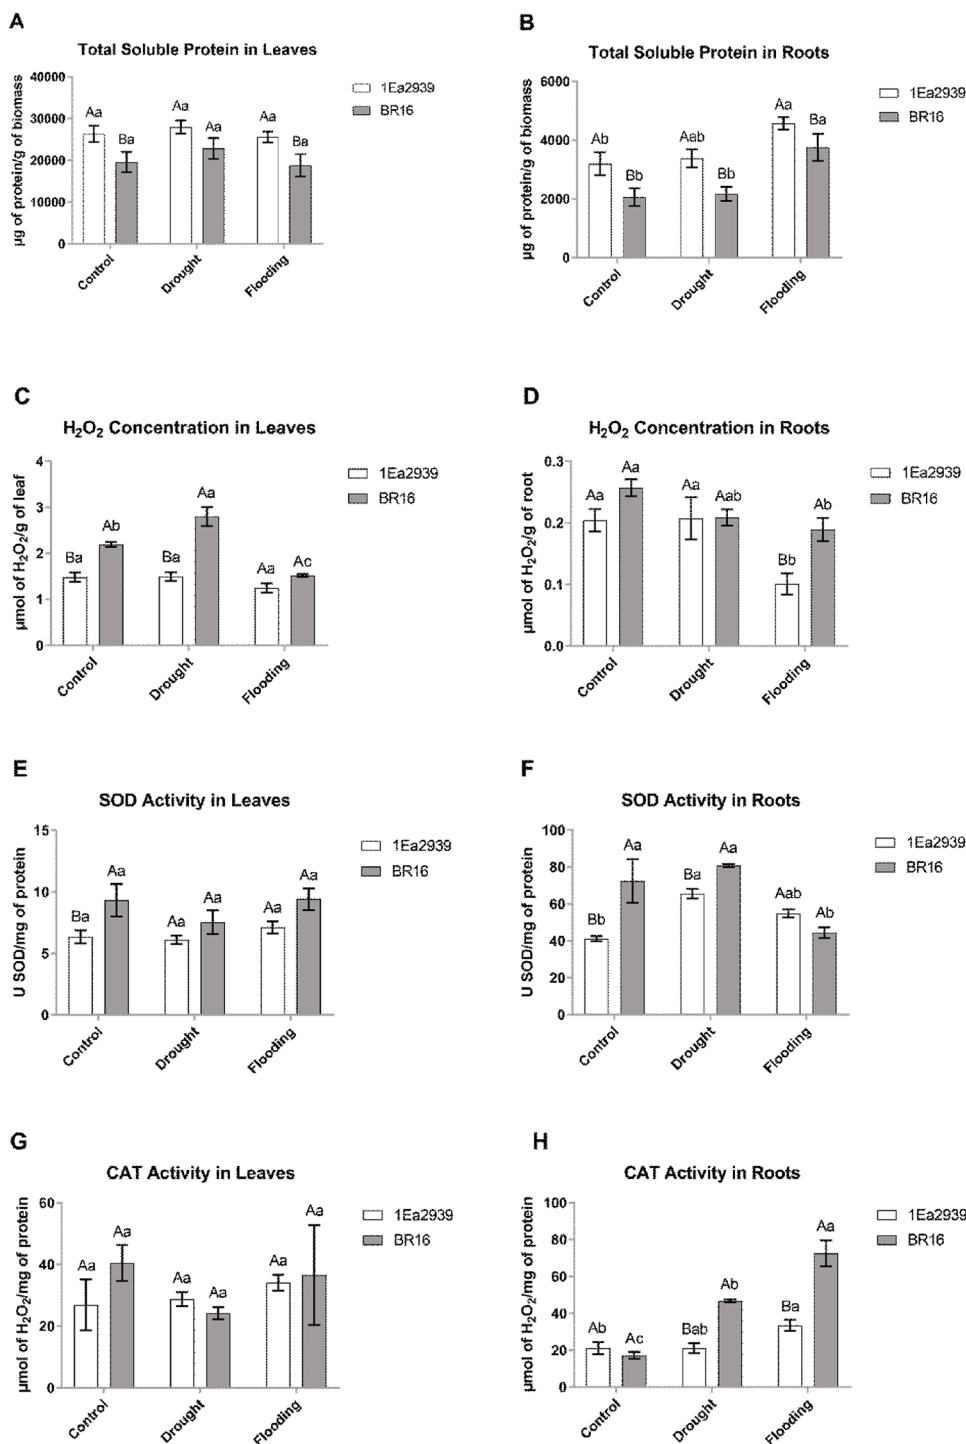 A
Total Soluble Protein in Leaves
µg of protein/g of biomass
40000
30000
20000
10000
0
Aa
Ba
Aa
Aa
Aa
Ba
Control
Drought
Flooding
1Ea2939
BR16
B
Total Soluble Protein in Roots
µg of protein/g of biomass
6000
4000
2000
0
Ab
Bb
Aab
Bb
Aa
Ba
Control
Drought
Flooding
1Ea2939
BR16
C
H₂O₂ Concentration in Leaves
µmol of H₂O₂/g of leaf
4
3
2
1
0
Ba
Ab
Ba
Aa
Aa
Ac
Control
Drought
Flooding
1Ea2939
BR16
D
H₂O₂ Concentration in Roots
µmol of H₂O₂/g of root
0.3
0.2
0.1
0.0
Aa
Aa
Aa
Aab
Bb
Ab
Control
Drought
Flooding
1Ea2939
BR16
E
SOD Activity in Leaves
U SOD/mg of protein
15
10
5
0
Ba
Aa
Aa
Aa
Aa
Aa
Control
Drought
Flooding
1Ea2939
BR16
F
SOD Activity in Roots
U SOD/mg of protein
100
80
60
40
20
0
Bb
Aa
Ba
Aa
Aab
Ab
Control
Drought
Flooding
1Ea2939
BR16
G
CAT Activity in Leaves
µmol of H₂O₂/mg of protein
60
40
20
0
Aa
Aa
Aa
Aa
Aa
Aa
Control
Drought
Flooding
1Ea2939
BR16
H
CAT Activity in Roots
µmol of H₂O₂/mg of protein
100
80
60
40
20
0
Ab
Ac
Bab
Ab
Ba
Aa
Control
Drought
Flooding
1Ea2939
BR16